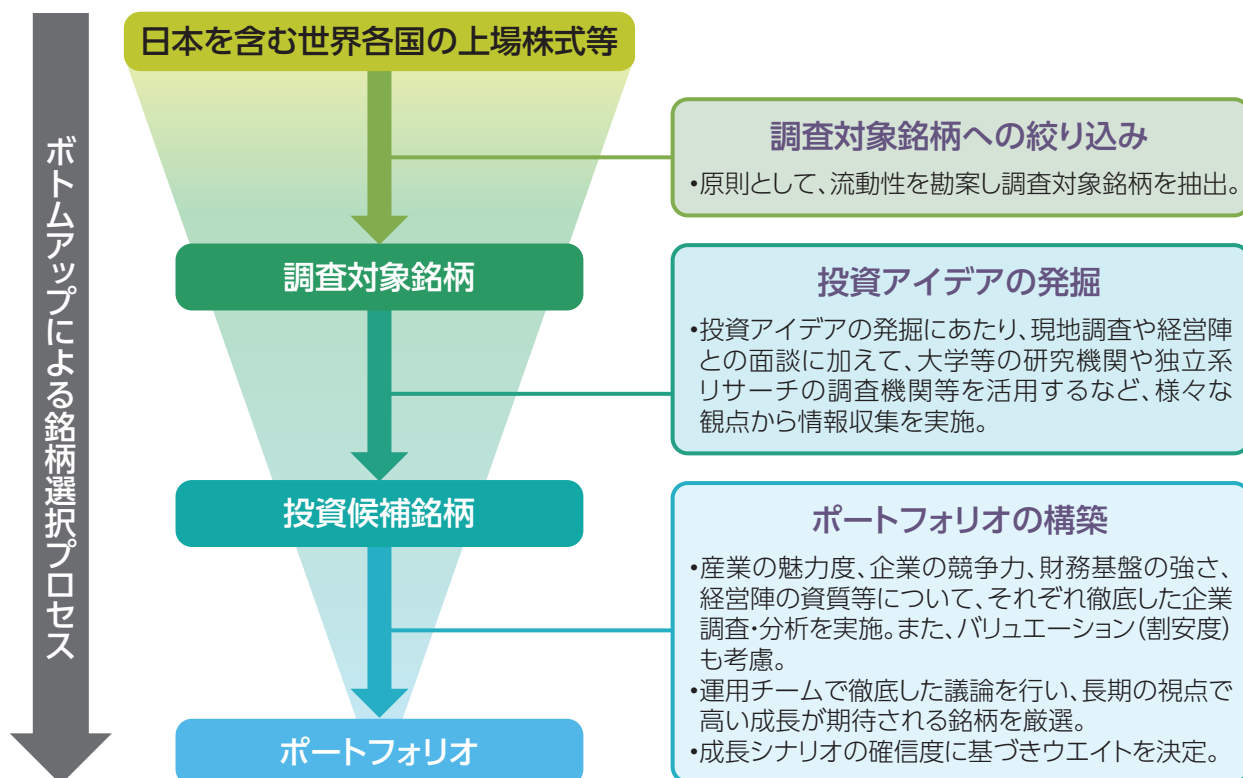 ボトムアップによる銘柄選択プロセス
日本を含む世界各国の上場株式等
調査対象銘柄への絞り込み
•原則として、流動性を勘案し調査対象銘柄を抽出。
調査対象銘柄
投資アイデアの発掘
•投資アイデアの発掘にあたり、現地調査や経営陣
との面談に加えて、大学等の研究機関や独立系
リサーチの調査機関等を活用するなど、様々な
観点から情報収集を実施。
投資候補銘柄
ポートフォリオの構築
•産業の魅力度、企業の競争力、財務基盤の強さ、
経営陣の資質等について、それぞれ徹底した企業
調査・分析を実施。また、バリュエーション(割安度)
も考慮。
•運用チームで徹底した議論を行い、長期の視点で
高い成長が期待される銘柄を厳選。
•成長シナリオの確信度に基づきウエイトを決定。
ポートフォリオ